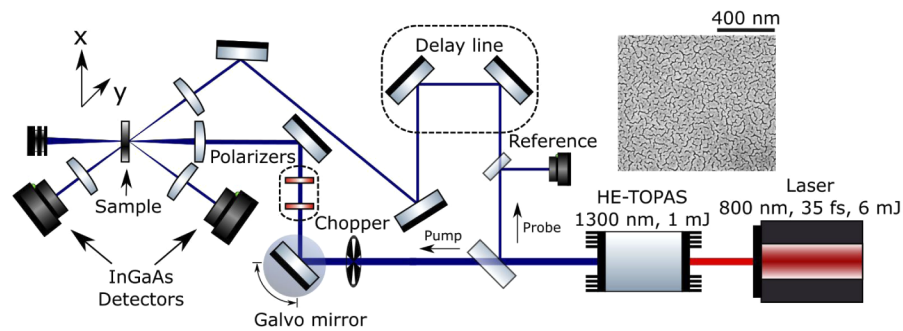 400 nm
x
y
Delay line
Polarizers
Reference
Sample
Chopper
HE-TOPAS
1300 nm, 1 mJ
Laser
800 nm, 35 fs, 6 mJ
Pump
Probe
InGaAs
Detectors
Galvo mirror